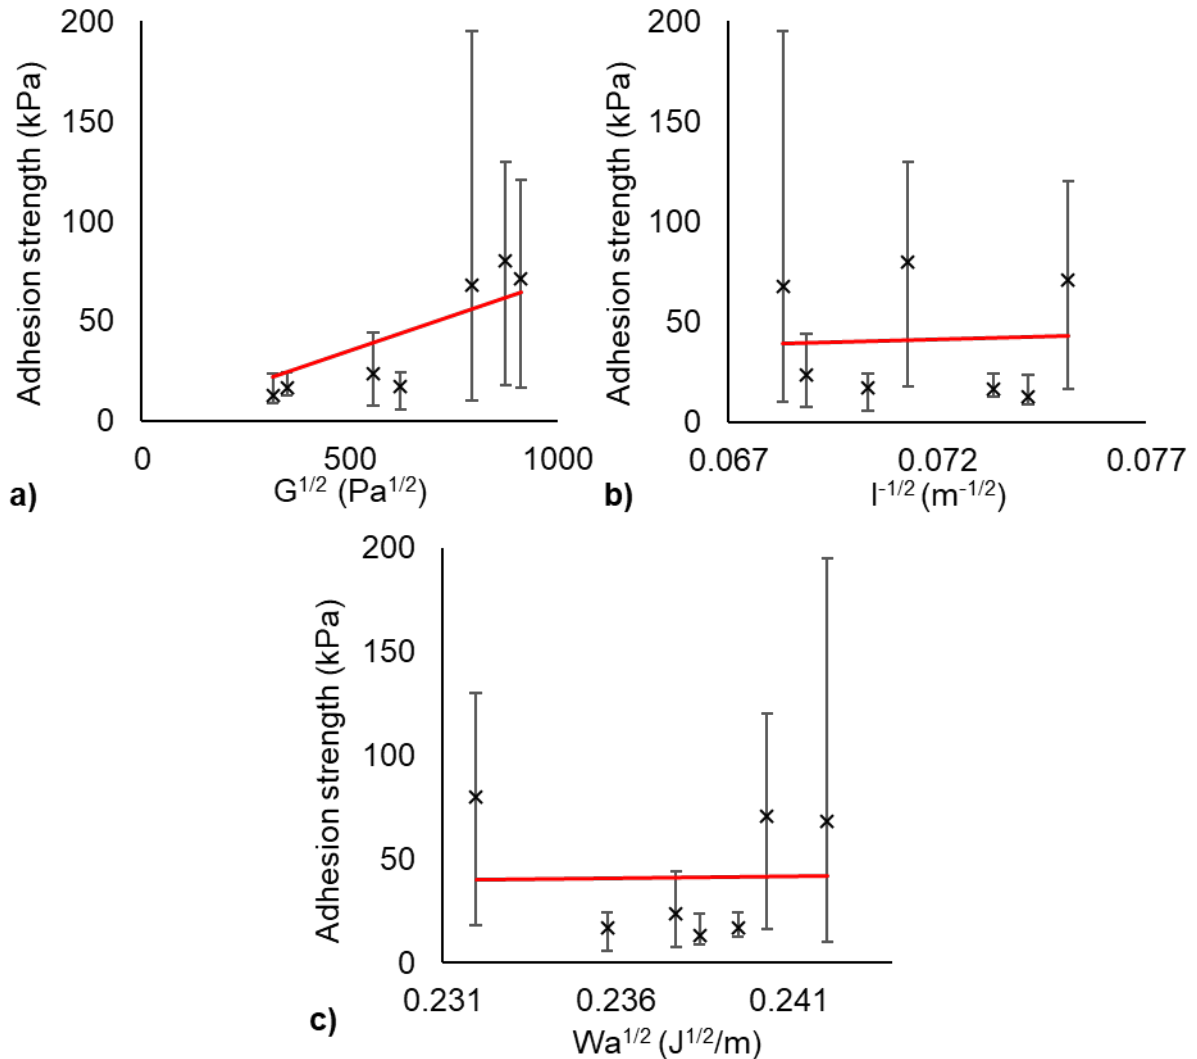 200
150
100
50
0
Adhesion strength (kPa)
0 500 1000
G¹/² (Pa¹/²)
a)
200
150
100
50
0
Adhesion strength (kPa)
0.067 0.072 0.077
l⁻¹/² (m⁻¹/²)
b)
200
150
100
50
0
Adhesion strength (kPa)
0.231 0.236 0.241
Wa¹/² (J¹/²/m)
c)